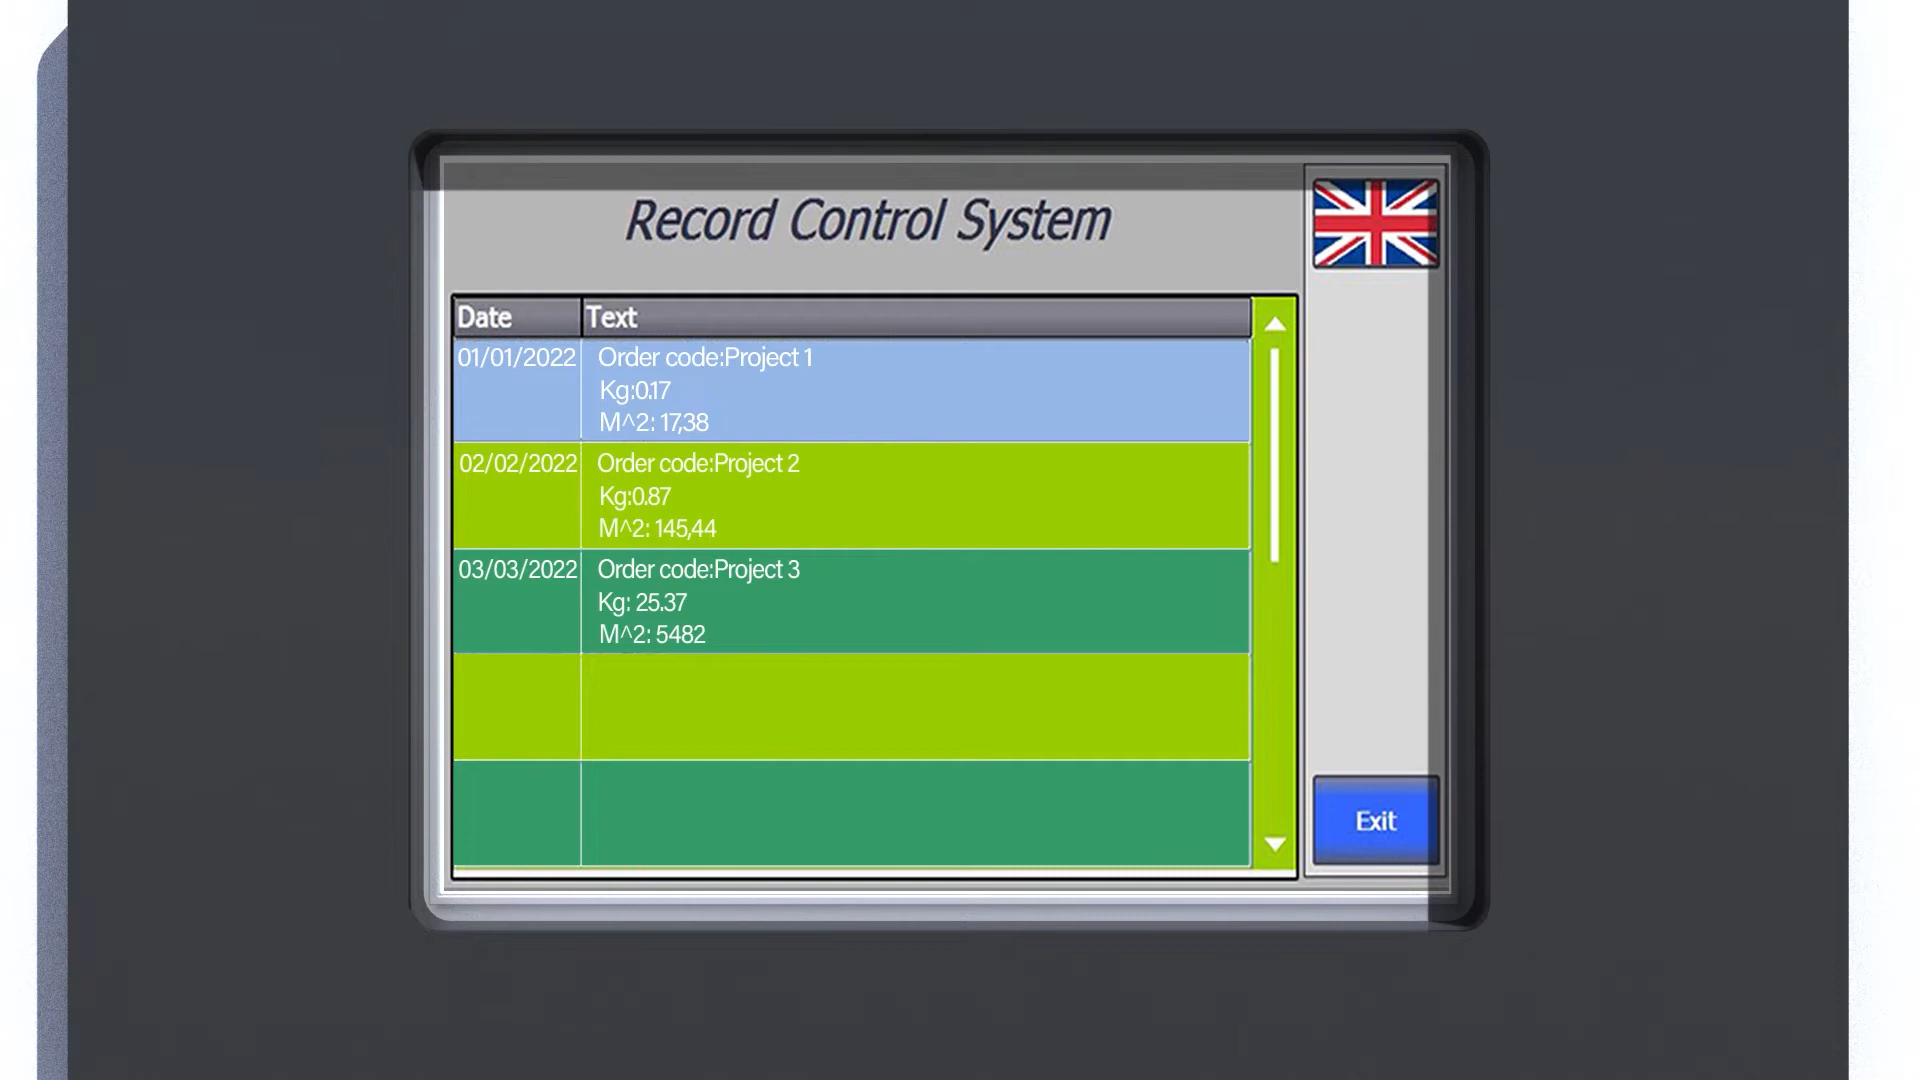 Record Control System
Date Text
01/01/2022 Order code:Project 1
Kg:0.17
M^2: 17,38
02/02/2022 Order code:Project 2
Kg:0.87
M^2: 145,44
03/03/2022 Order code:Project 3
Kg: 25.37
M^2: 5482
Exit